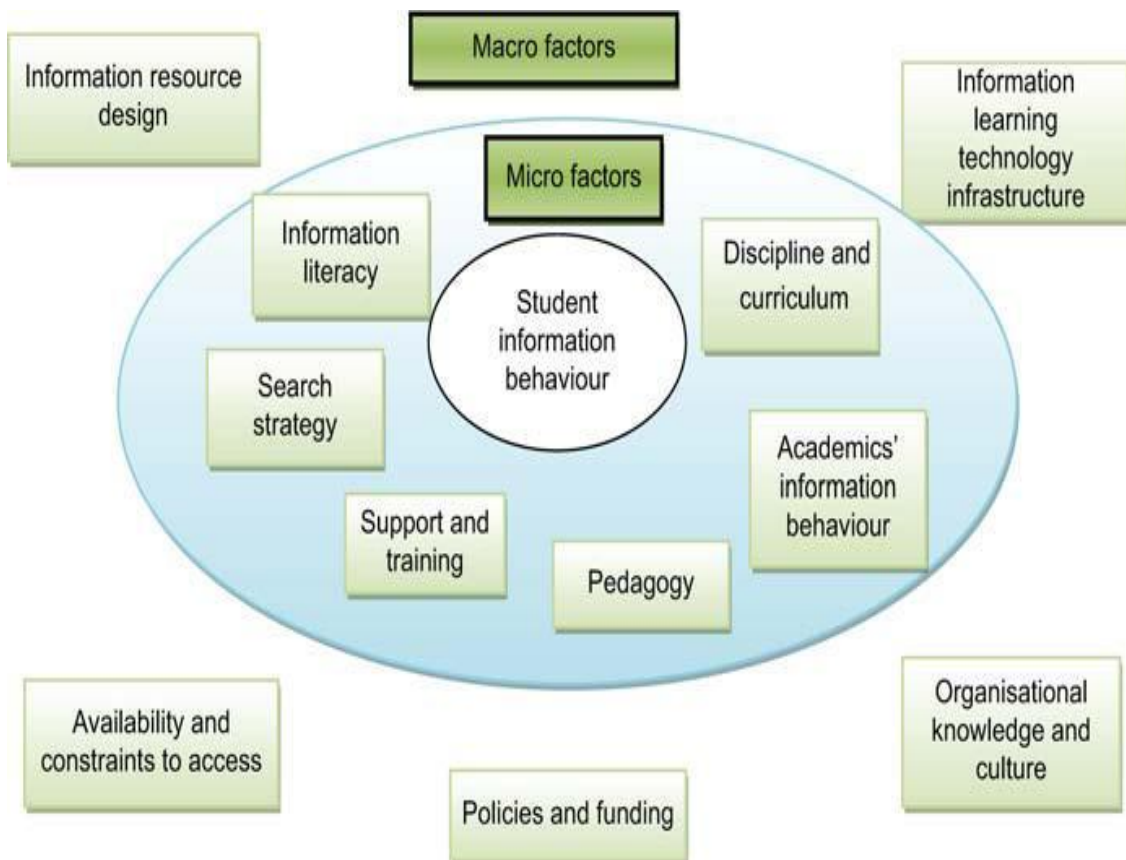 Macro factors
Information resource
design
Information
learning
technology
infrastructure
Micro factors
Information
literacy
Discipline and
curriculum
Student
information
behaviour
Search
strategy
Academics'
information
behaviour
Support and
training
Pedagogy
Availability and
constraints to access
Organisational
knowledge and
culture
Policies and funding